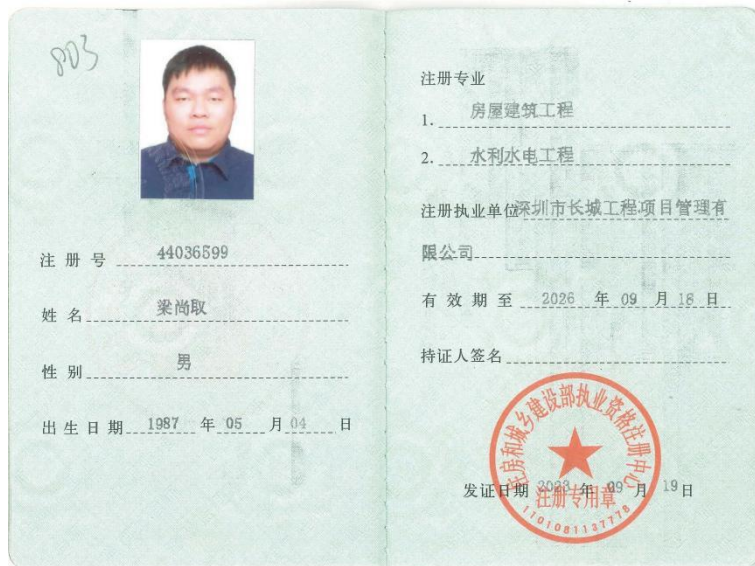 803
注册号 44036599
姓名 梁尚取
性别 男
出生日期 1987 年 05 月 04 日
注册专业
1. 房屋建筑工程
2. 水利水电工程
注册执业单位 深圳市长城工程项目管理有
限公司
有效期至 2026 年 09 月 18 日
持证人签名
住房和城乡建设部执业资格注册中心
发证日期 2023 年 09 月 19 日
注册专用章
1101081137778